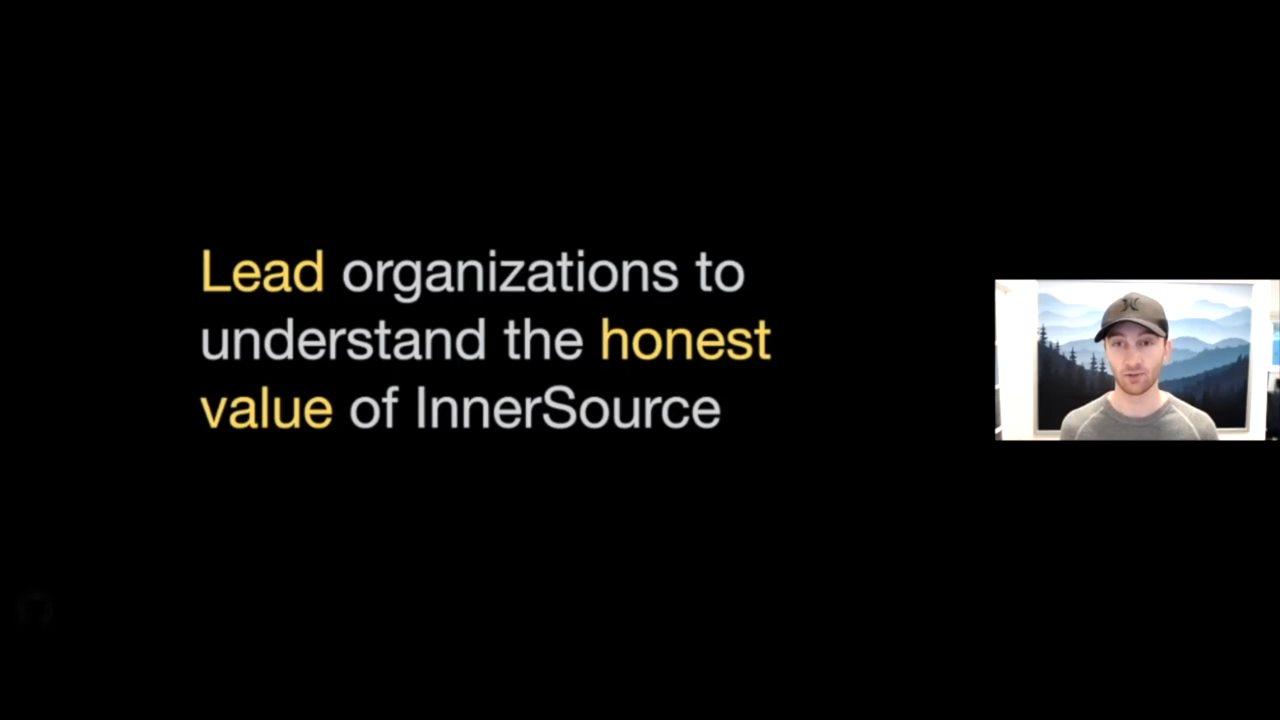 Lead organizations to
understand the honest
value of InnerSource